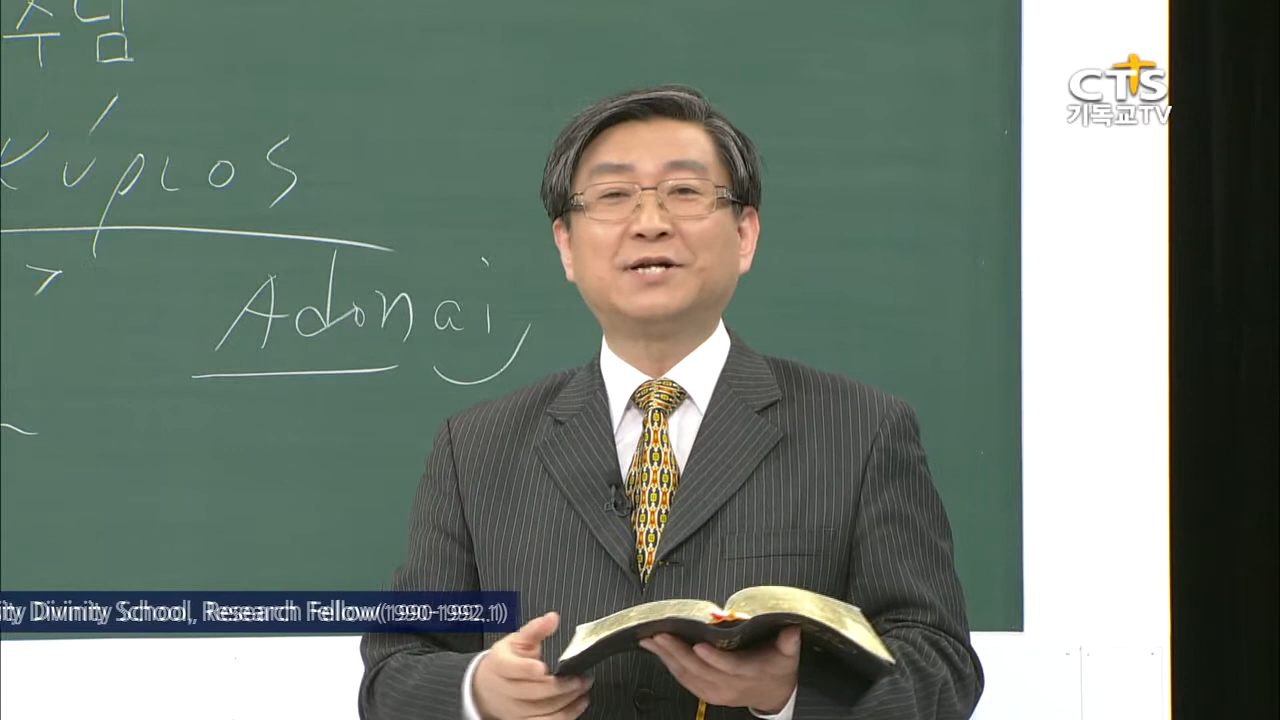 주님
κύριος
Adonai
CTS
기독교TV
ity Divinity School, Research Fellow(1990-1992.1)